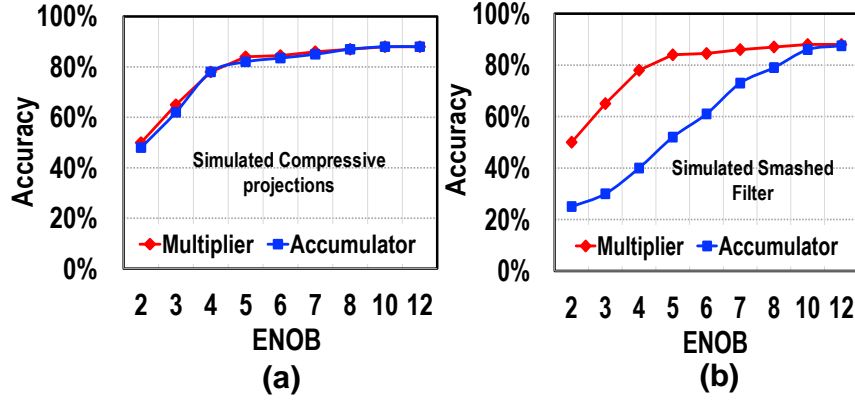 100%
80%
60%
40%
20%
0%
Accuracy
Simulated Compressive
projections
Multiplier
Accumulator
2 3 4 5 6 7 8 10 12
ENOB
(a)
100%
80%
60%
40%
20%
0%
Accuracy
Simulated Smashed
Filter
Multiplier
Accumulator
2 3 4 5 6 7 8 10 12
ENOB
(b)